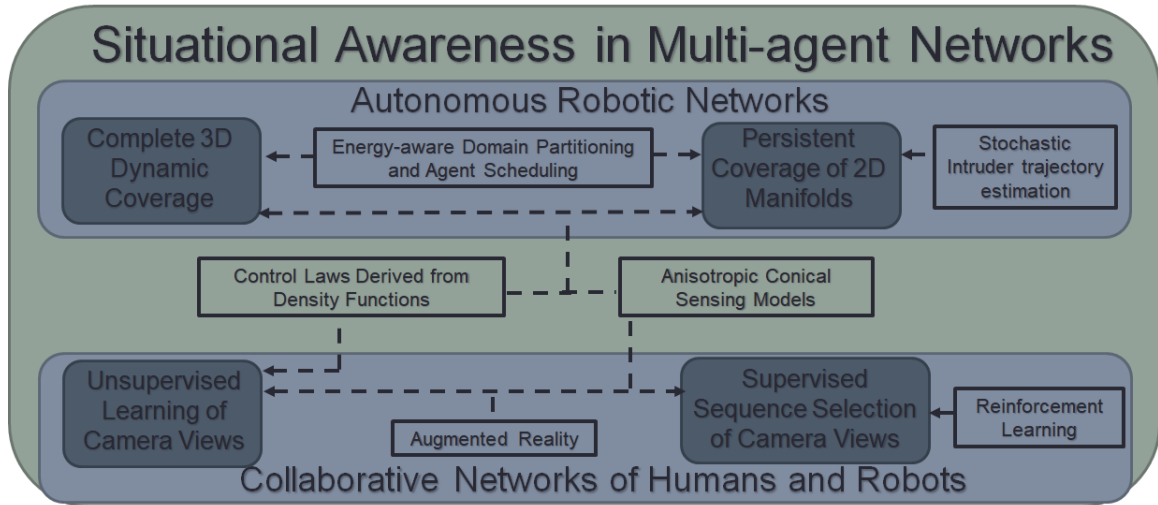 Situational Awareness in Multi-agent Networks
Autonomous Robotic Networks
Complete 3D
Dynamic
Coverage
Energy-aware Domain Partitioning
and Agent Scheduling
Persistent
Coverage of 2D
Manifolds
Stochastic
Intruder trajectory
estimation
Control Laws Derived from
Density Functions
Anisotropic Conical
Sensing Models
Unsupervised
Learning of
Camera Views
Augmented Reality
Supervised
Sequence Selection
of Camera Views
Reinforcement
Learning
Collaborative Networks of Humans and Robots